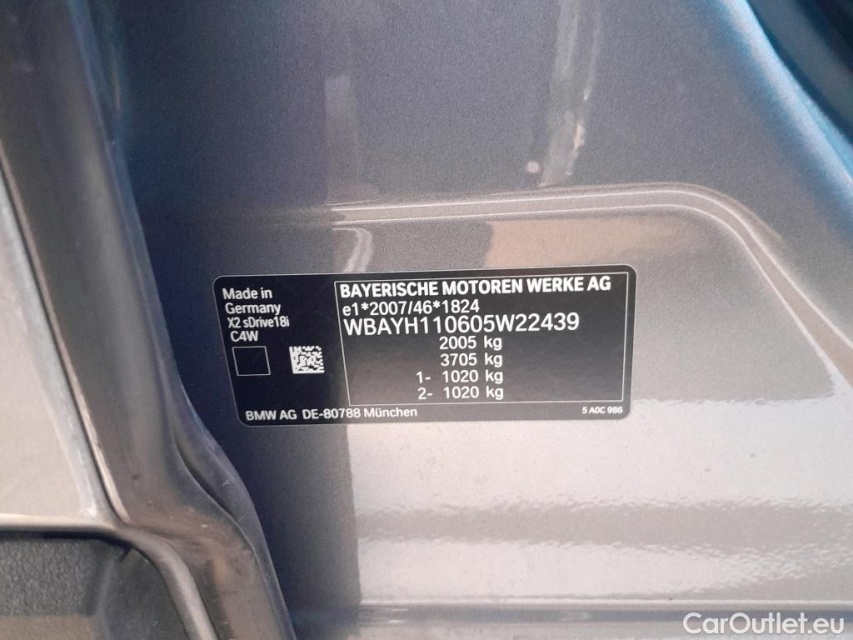 Made in
Germany
X2 sDrive18i
C4W
BAYERISCHE MOTOREN WERKE AG
e1*2007/46*1824
WBAYH110605W22439
2005 kg
3705 kg
1- 1020 kg
2- 1020 kg
BMW AG DE-80788 München
5 A0C 986
CarOutlet.eu